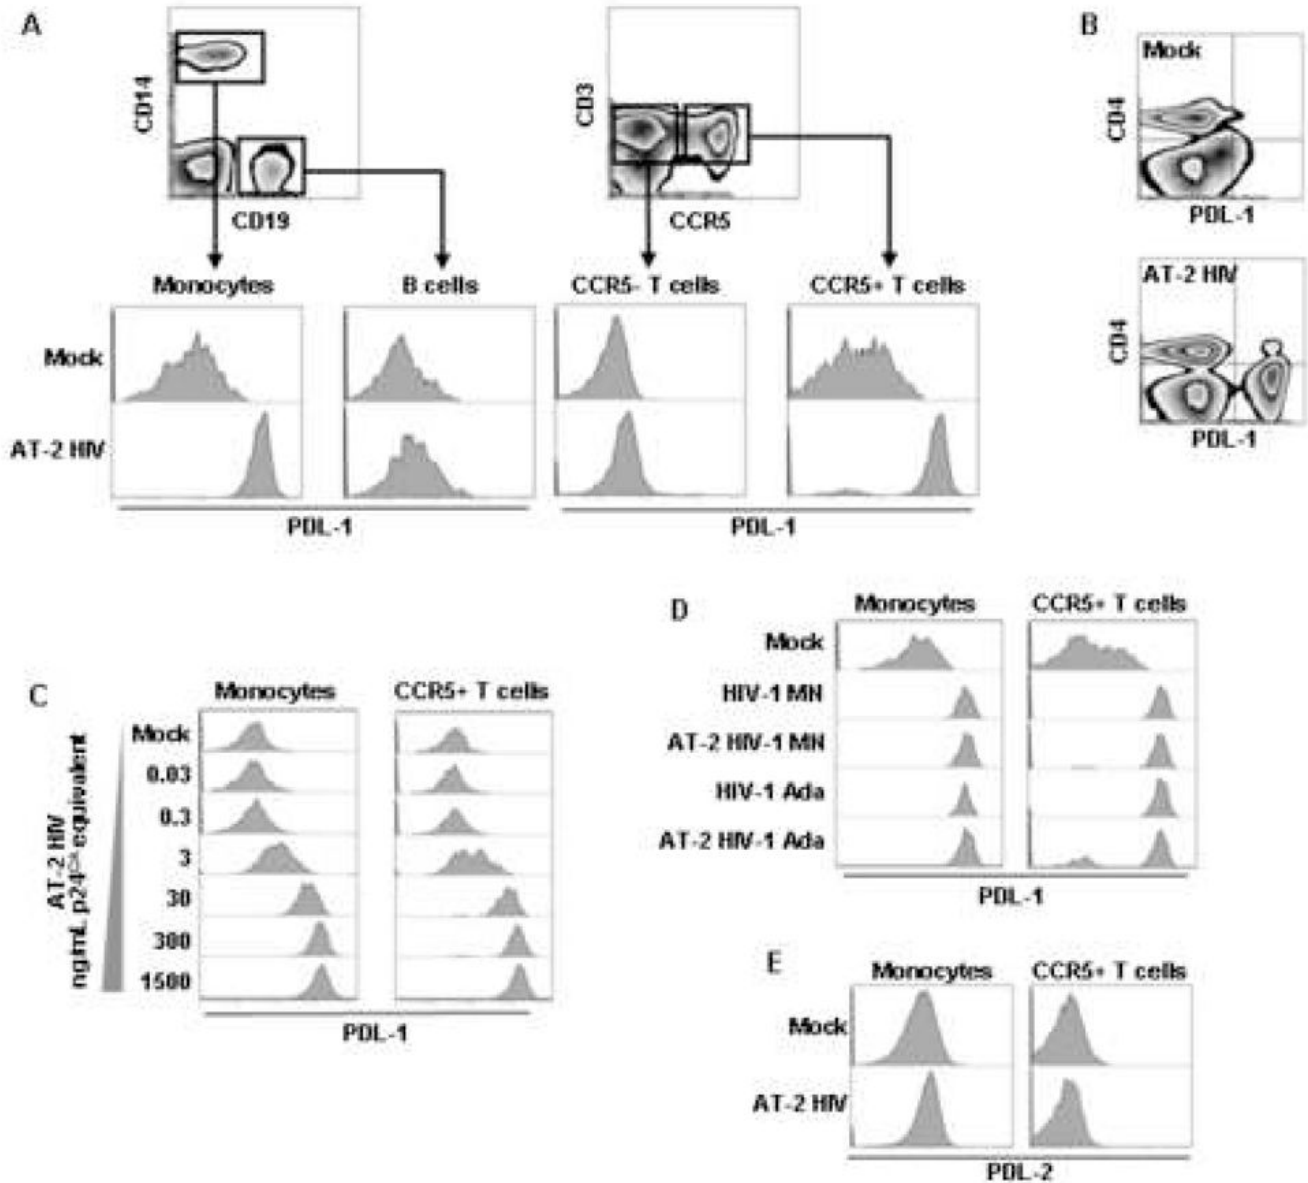 A
CD14
CD19
CD3
CCR5
Monocytes
B cells
CCR5- T cells
CCR5+ T cells
Mock
AT-2 HIV
PDL-1
PDL-1
B
Mock
CD4
PDL-1
AT-2 HIV
CD4
PDL-1
C
Monocytes
CCR5+ T cells
AT-2 HIV
ng/mL p24CA equivalent
Mock
0.03
0.3
3
30
300
1500
PDL-1
D
Monocytes
CCR5+ T cells
Mock
HIV-1 MN
AT-2 HIV-1 MN
HIV-1 Ada
AT-2 HIV-1 Ada
PDL-1
E
Monocytes
CCR5+ T cells
Mock
AT-2 HIV
PDL-2